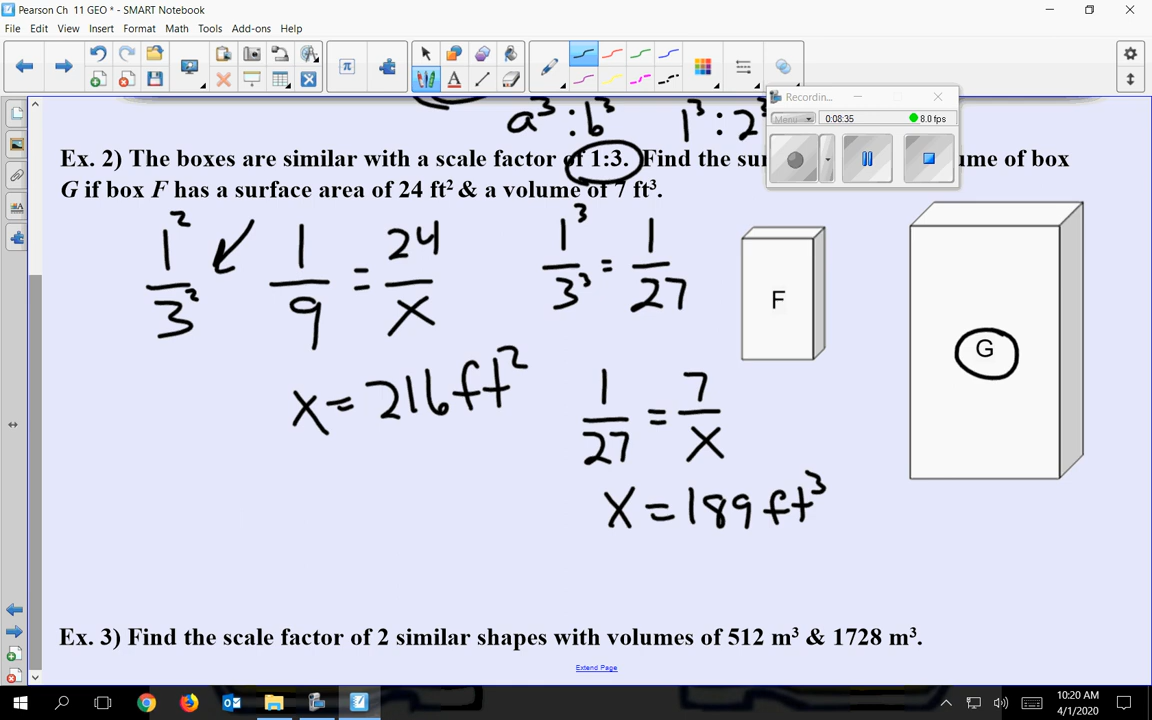 Pearson Ch 11 GEO * - SMART Notebook
File Edit View Insert Format Math Tools Add-ons Help
Recordin...
Menu 0:08:35 8.0 fps
a³ : b³ 1³ : 2³
Ex. 2) The boxes are similar with a scale factor of 1:3. Find the sur ume of box
G if box F has a surface area of 24 ft² & a volume of 7 ft³.
1²/3² 1/9 = 24/x
1³/3³ = 1/27
F
G
x = 216 ft²
1/27 = 7/x
x = 189 ft³
Ex. 3) Find the scale factor of 2 similar shapes with volumes of 512 m³ & 1728 m³.
Extend Page
10:20 AM
4/1/2020